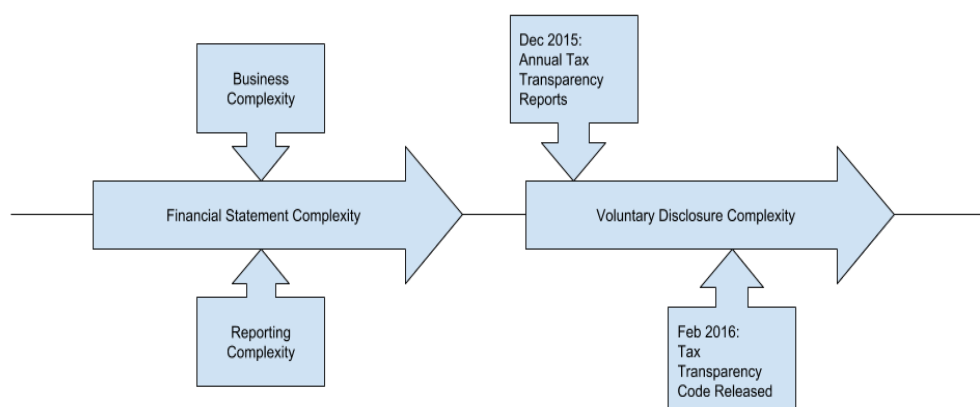 Business
Complexity
Dec 2015:
Annual Tax
Transparency
Reports
Financial Statement Complexity
Voluntary Disclosure Complexity
Reporting
Complexity
Feb 2016:
Tax
Transparency
Code Released